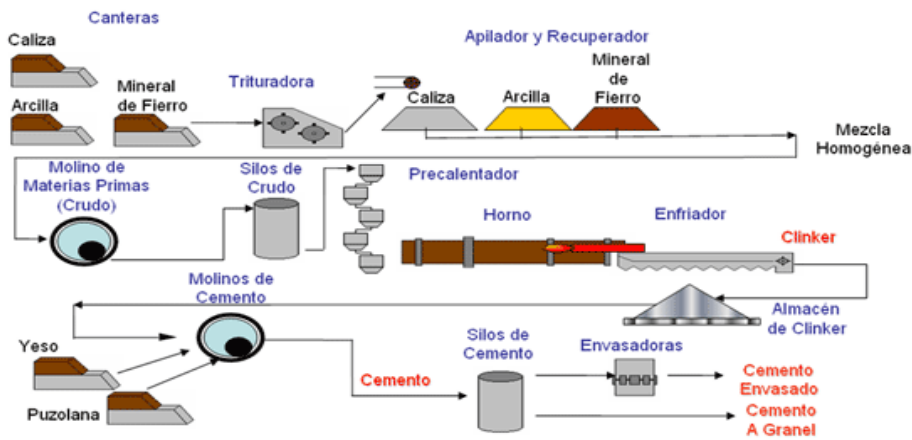 Canteras
Caliza
Apilador y Recuperador
Mineral
de
Fierro
Trituradora
Arcilla
Mineral
de Fierro
Caliza
Arcilla
Mezcla
Homogénea
Molino de
Materias Primas
(Crudo)
Silos de
Crudo
Precalentador
Horno
Enfriador
Clinker
Molinos de
Cemento
Almacén
de Clinker
Yeso
Puzolana
Cemento
Silos de
Cemento
Envasadoras
Cemento
Envasado
Cemento
A Granel